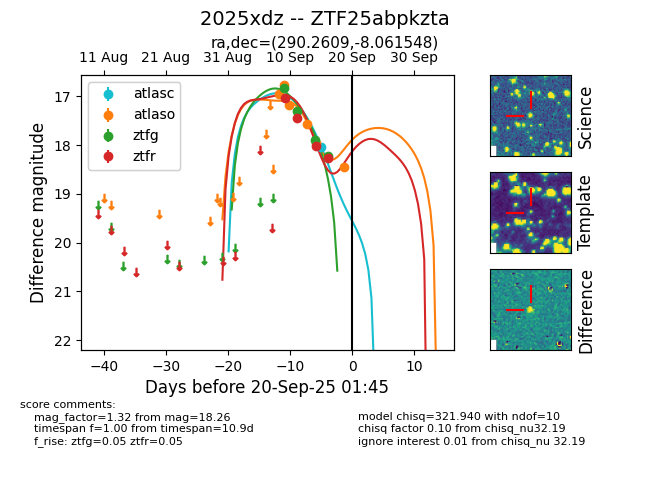 2025xdz -- ZTF25abpkzta
ra,dec=(290.2609,-8.061548)
11 Aug 21 Aug 31 Aug 10 Sep 20 Sep 30 Sep
atlasc
atlaso
ztfg
ztfr
17
18
19
20
21
22
Difference magnitude
−40 −30 −20 −10 0 10
Days before 20-Sep-25 01:45
Science
Template
Difference
score comments:
mag_factor=1.32 from mag=18.26
timespan f=1.00 from timespan=10.9d
f_rise: ztfg=0.05 ztfr=0.05
model chisq=321.940 with ndof=10
chisq factor 0.10 from chisq_nu32.19
ignore interest 0.01 from chisq_nu 32.19